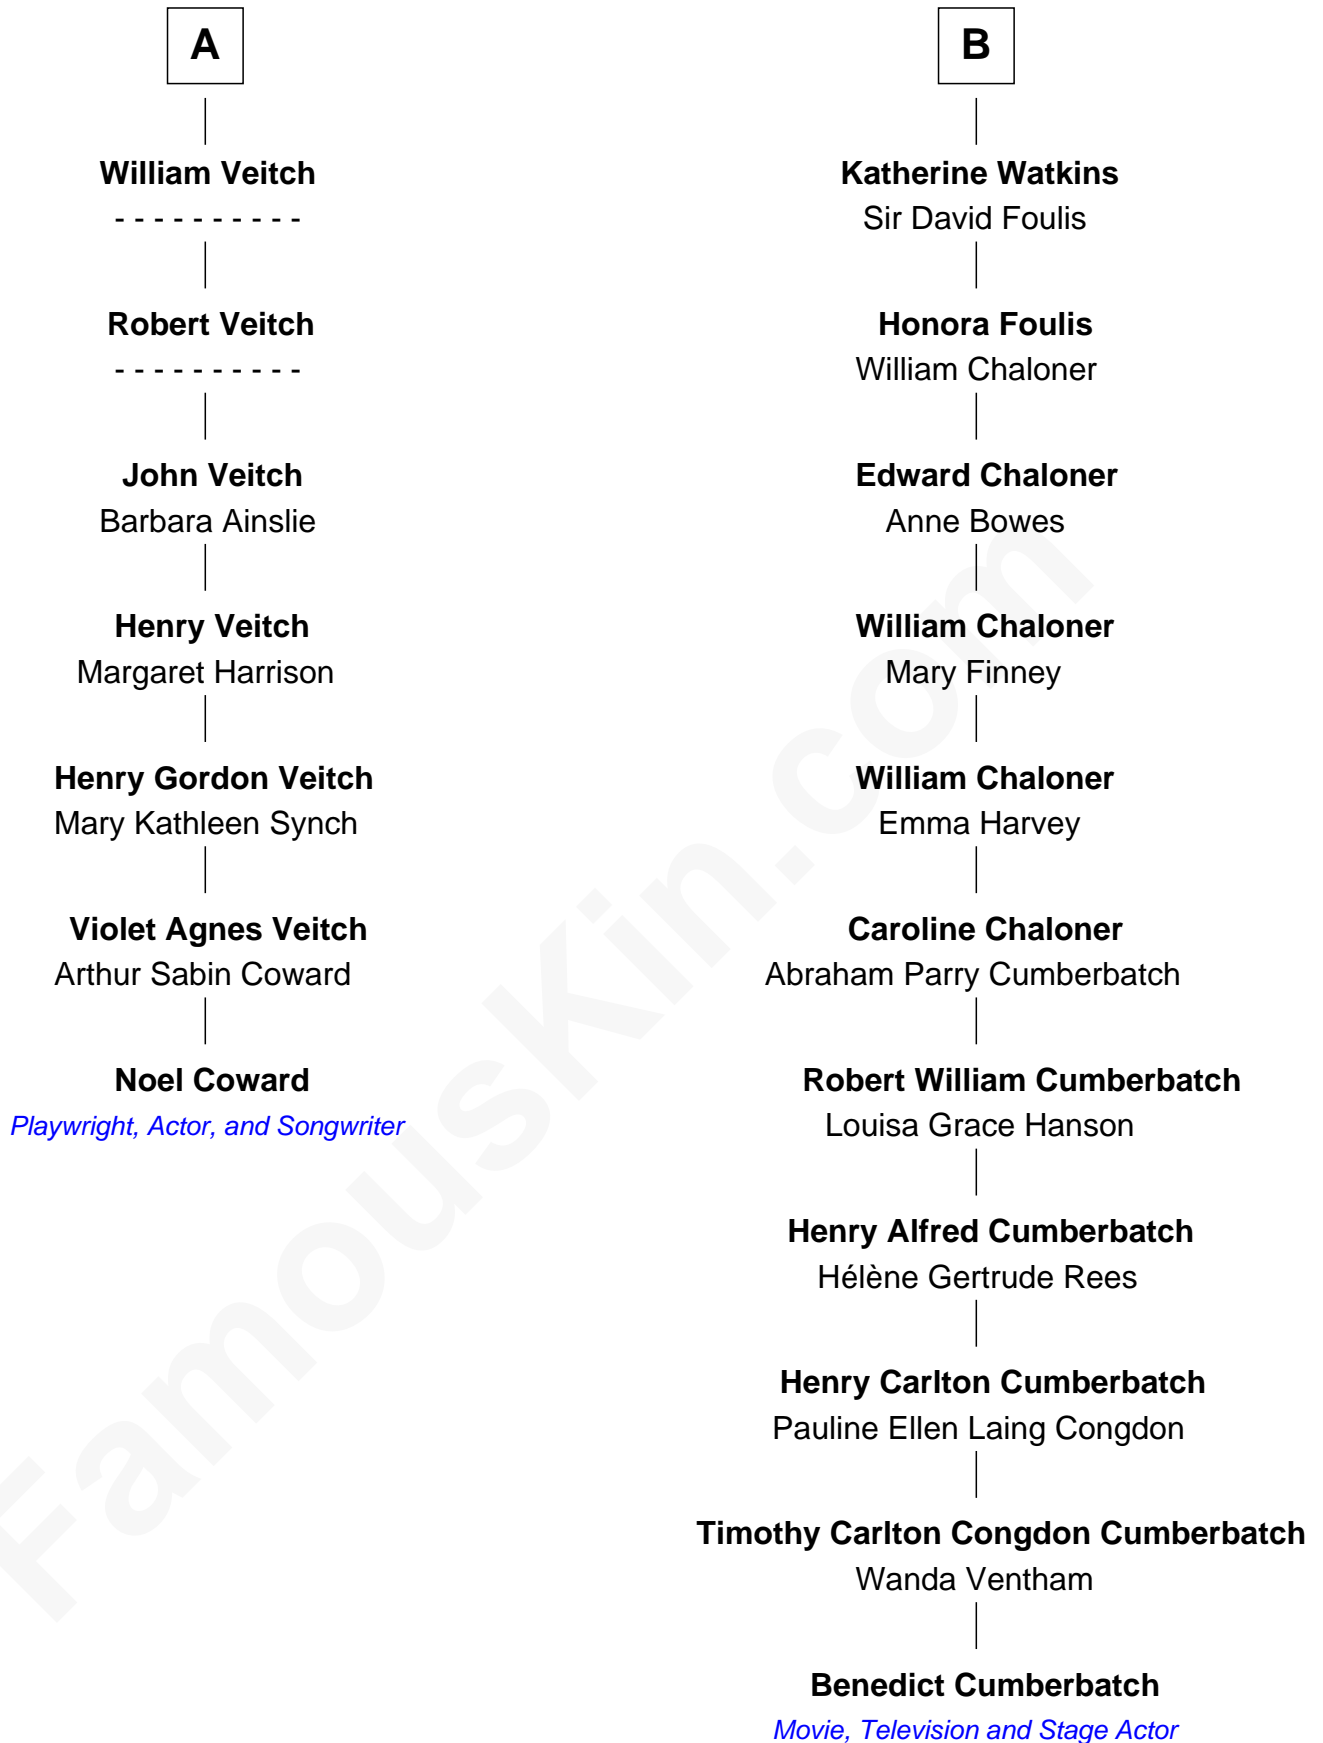 A
William Veitch
- - - - - - - - - -
Robert Veitch
- - - - - - - - - -
John Veitch
Barbara Ainslie
Henry Veitch
Margaret Harrison
Henry Gordon Veitch
Mary Kathleen Synch
Violet Agnes Veitch
Arthur Sabin Coward
Noel Coward
Playwright, Actor, and Songwriter
B
Katherine Watkins
Sir David Foulis
Honora Foulis
William Chaloner
Edward Chaloner
Anne Bowes
William Chaloner
Mary Finney
William Chaloner
Emma Harvey
Caroline Chaloner
Abraham Parry Cumberbatch
Robert William Cumberbatch
Louisa Grace Hanson
Henry Alfred Cumberbatch
Hélène Gertrude Rees
Henry Carlton Cumberbatch
Pauline Ellen Laing Congdon
Timothy Carlton Congdon Cumberbatch
Wanda Ventham
Benedict Cumberbatch
Movie, Television and Stage Actor
FamousKin.com